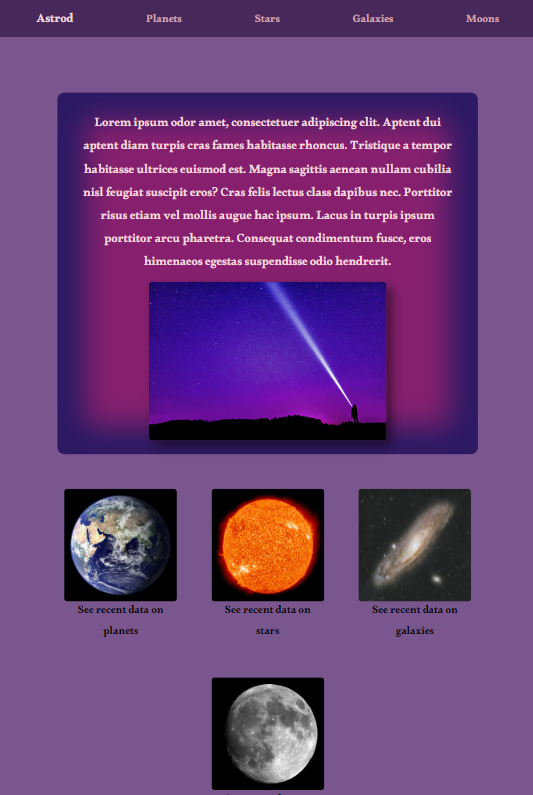 Astrod Planets Stars Galaxies Moons
Lorem ipsum odor amet, consectetuer adipiscing elit. Aptent dui
aptent diam turpis cras fames habitasse rhoncus. Tristique a tempor
habitasse ultrices euismod est. Magna sagittis aenean nullam cubilia
nisl feugiat suscipit eros? Cras felis lectus class dapibus nec. Porttitor
risus etiam vel mollis augue hac ipsum. Lacus in turpis ipsum
porttitor arcu pharetra. Consequat condimentum fusce, eros
himenaeos egestas suspendisse odio hendrerit.
See recent data on
planets
See recent data on
stars
See recent data on
galaxies